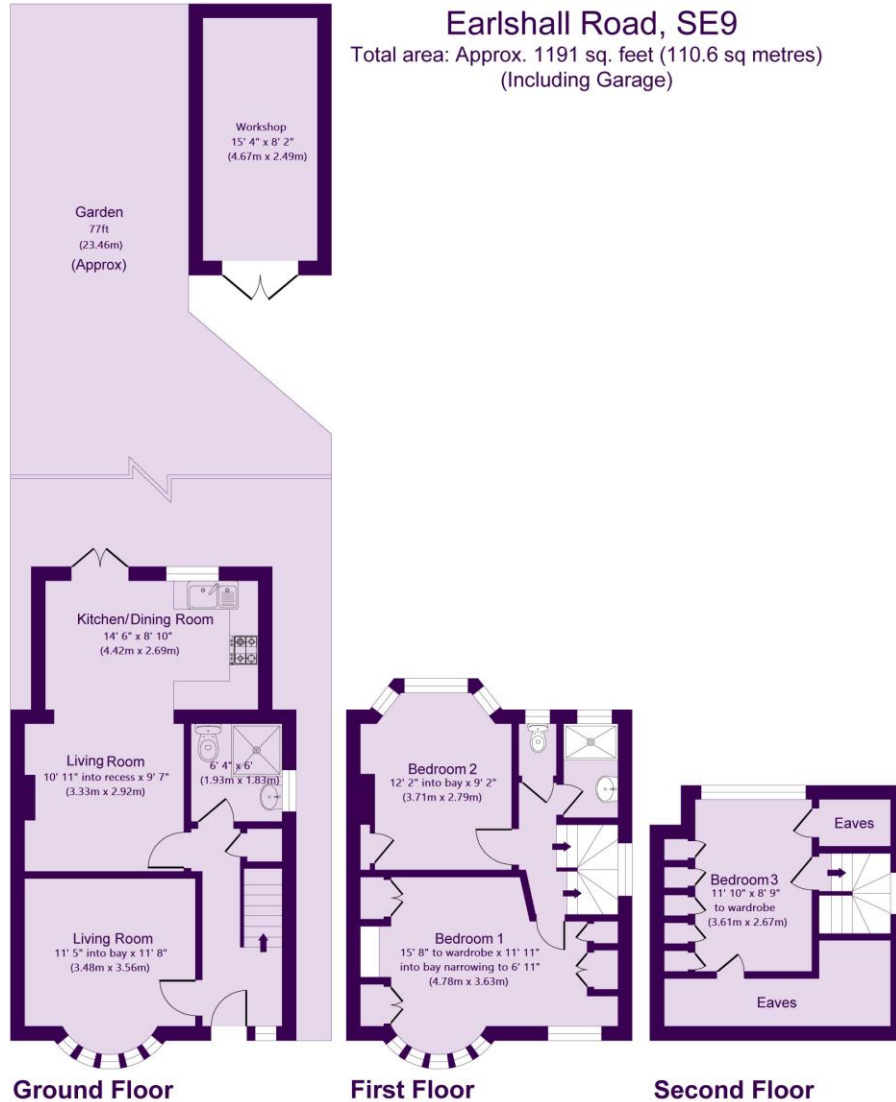 Earlshall Road, SE9
Total area: Approx. 1191 sq. feet (110.6 sq metres)
(Including Garage)
Workshop
15' 4" x 8' 2"
(4.67m x 2.49m)
Garden
77ft
(23.46m)
(Approx)
Kitchen/Dining Room
14' 6" x 8' 10"
(4.42m x 2.69m)
Living Room
10' 11" into recess x 9' 7"
(3.33m x 2.92m)
6' 4" x 6'
(1.93m x 1.83m)
Living Room
11' 5" into bay x 11' 8"
(3.48m x 3.56m)
Ground Floor
Bedroom 2
12' 2" into bay x 9' 2"
(3.71m x 2.79m)
Bedroom 1
15' 8" to wardrobe x 11' 11"
into bay narrowing to 6' 11"
(4.78m x 3.63m)
First Floor
Eaves
Bedroom 3
11' 10" x 8' 9"
to wardrobe
(3.61m x 2.67m)
Eaves
Second Floor